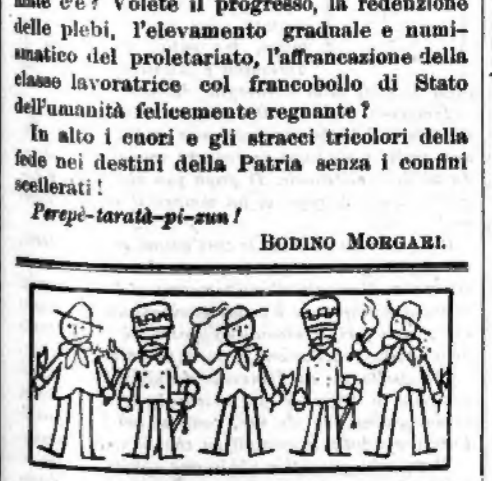 c'è? Volete il progresso, la redenzione
delle plebi, l'elevamento graduale e numi-
smatico del proletariato, l'affrancazione della
classe lavoratrice col francobollo di Stato
dell'umanità felicemente regnante?
In alto i cuori e gli stracci tricolori della
fede nei destini della Patria senza i confini
scellerati!
Perepè-taratà-pi-zun!
BODINO MORGARI.